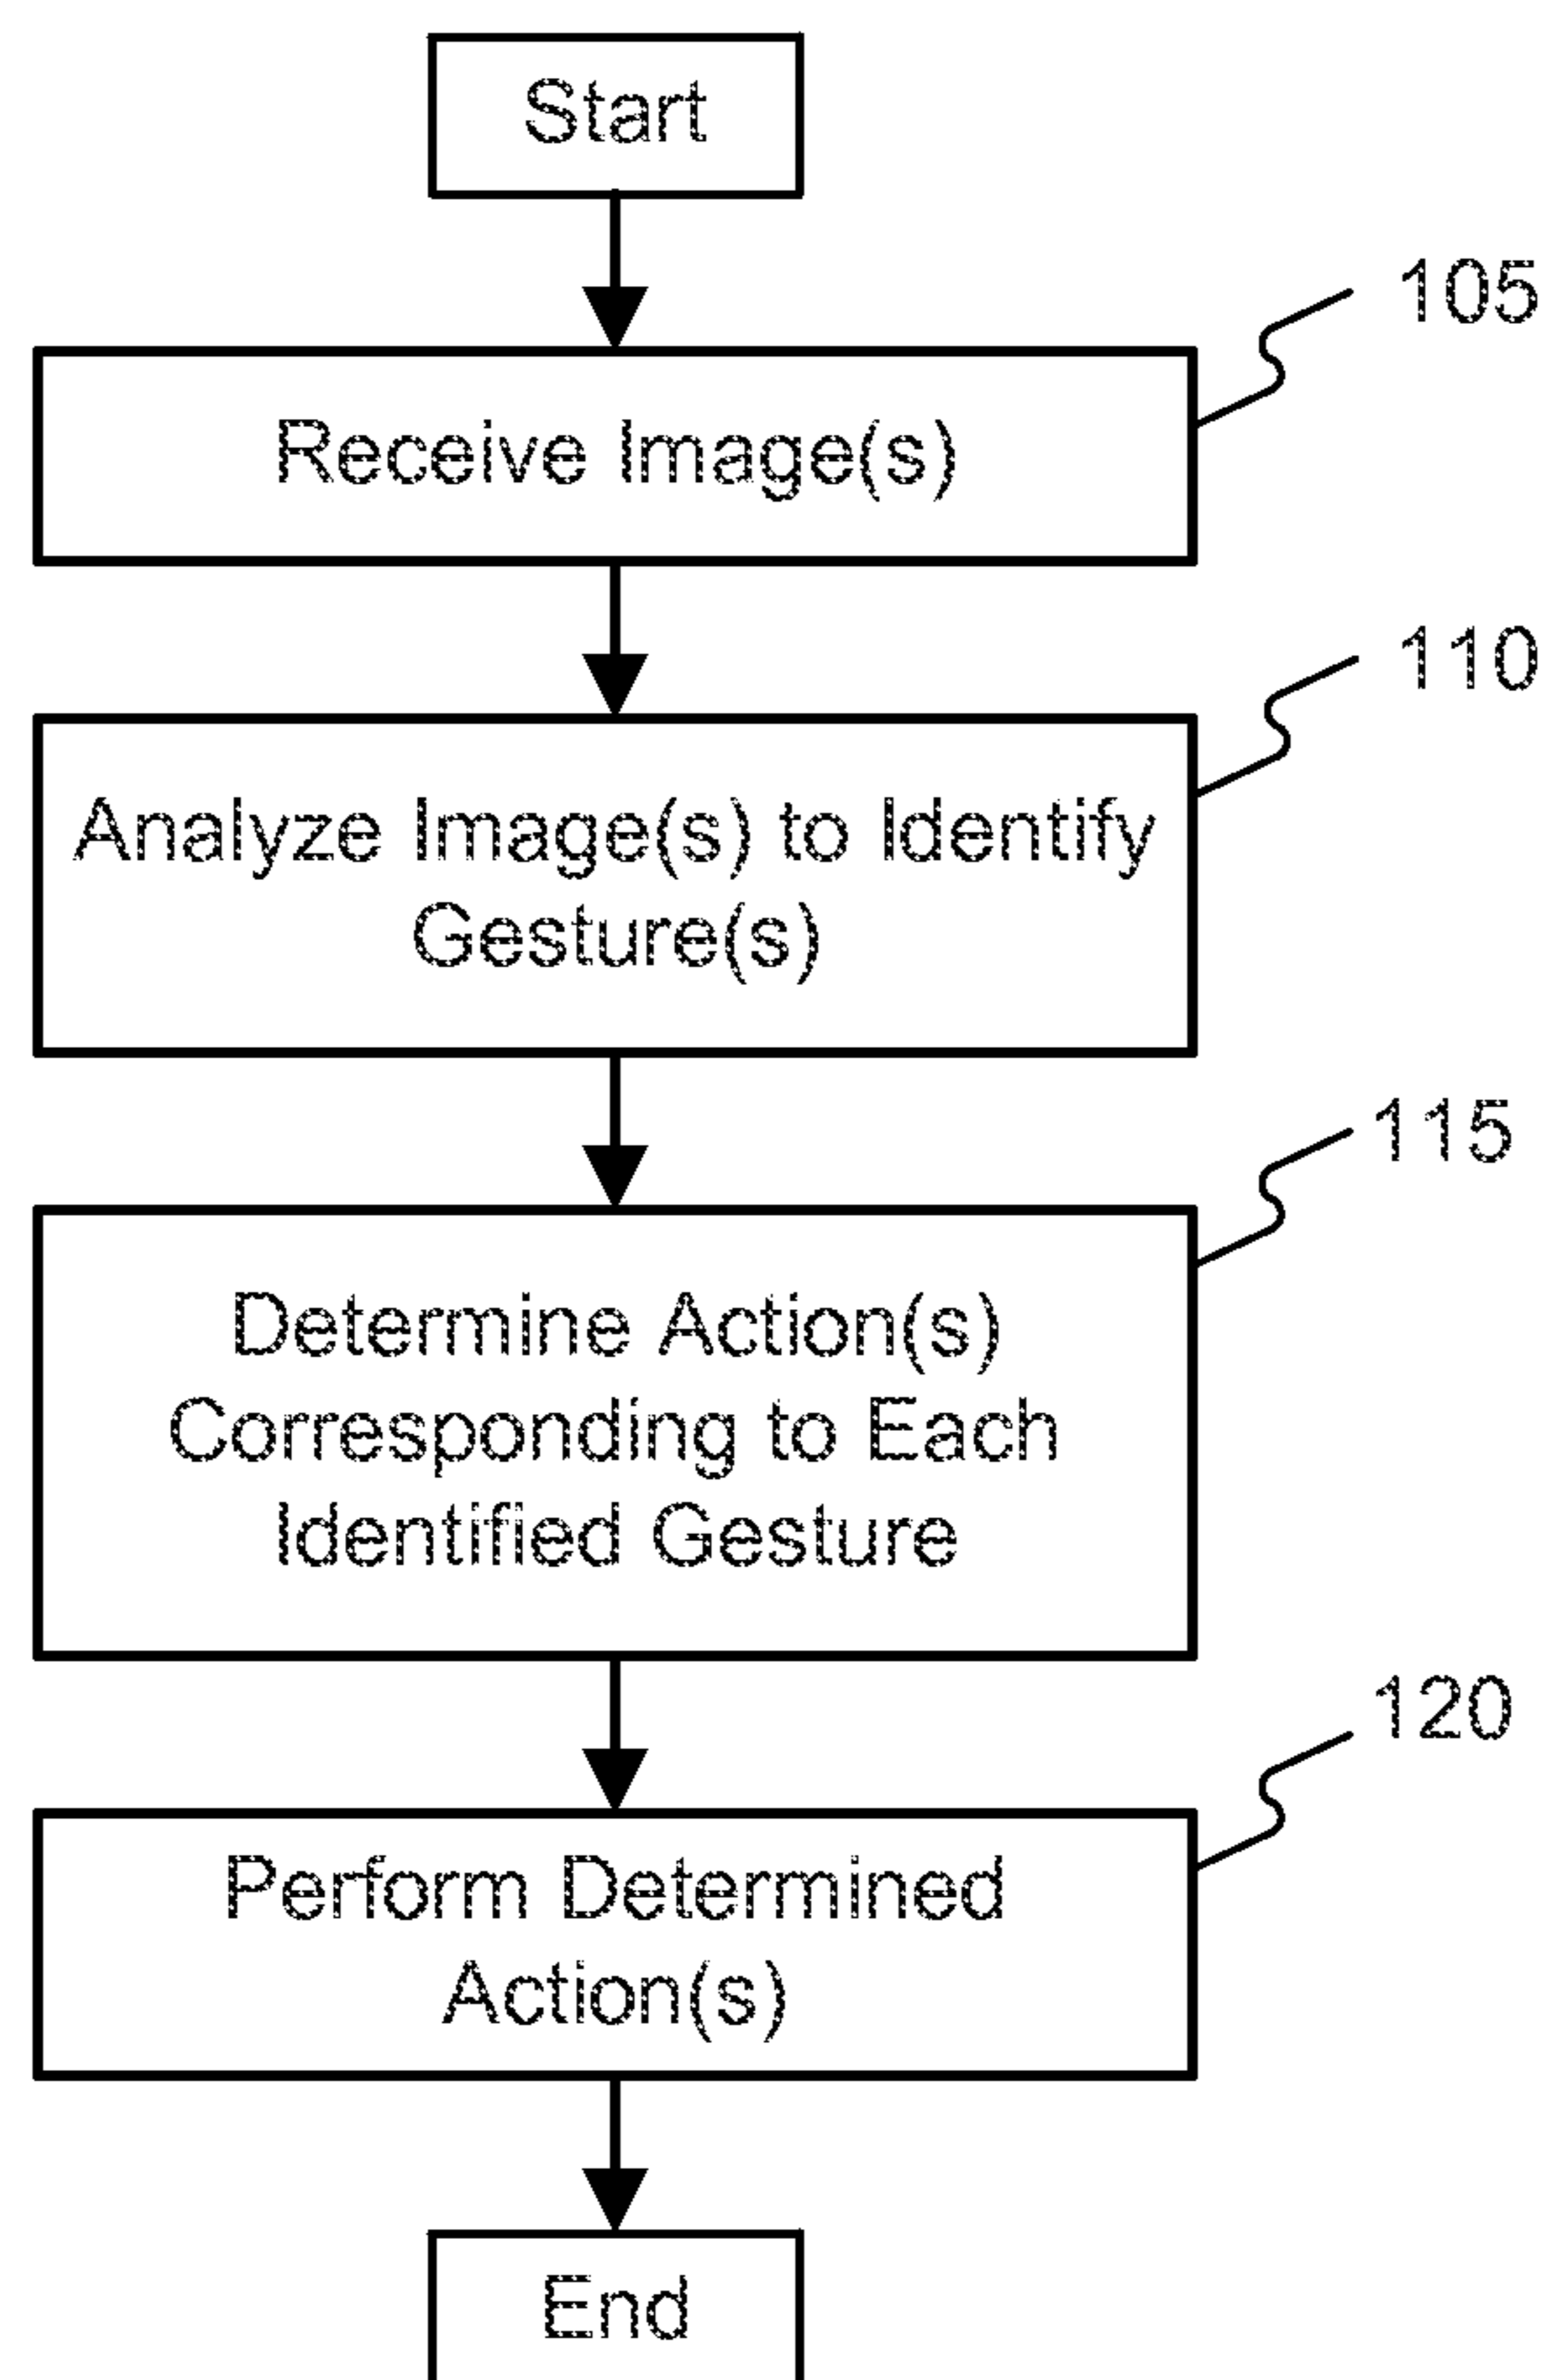 Start
105
Receive Image(s)
110
Analyze Image(s) to Identify
Gesture(s)
115
Determine Action(s)
Corresponding to Each
Identified Gesture
120
Perform Determined
Action(s)
End